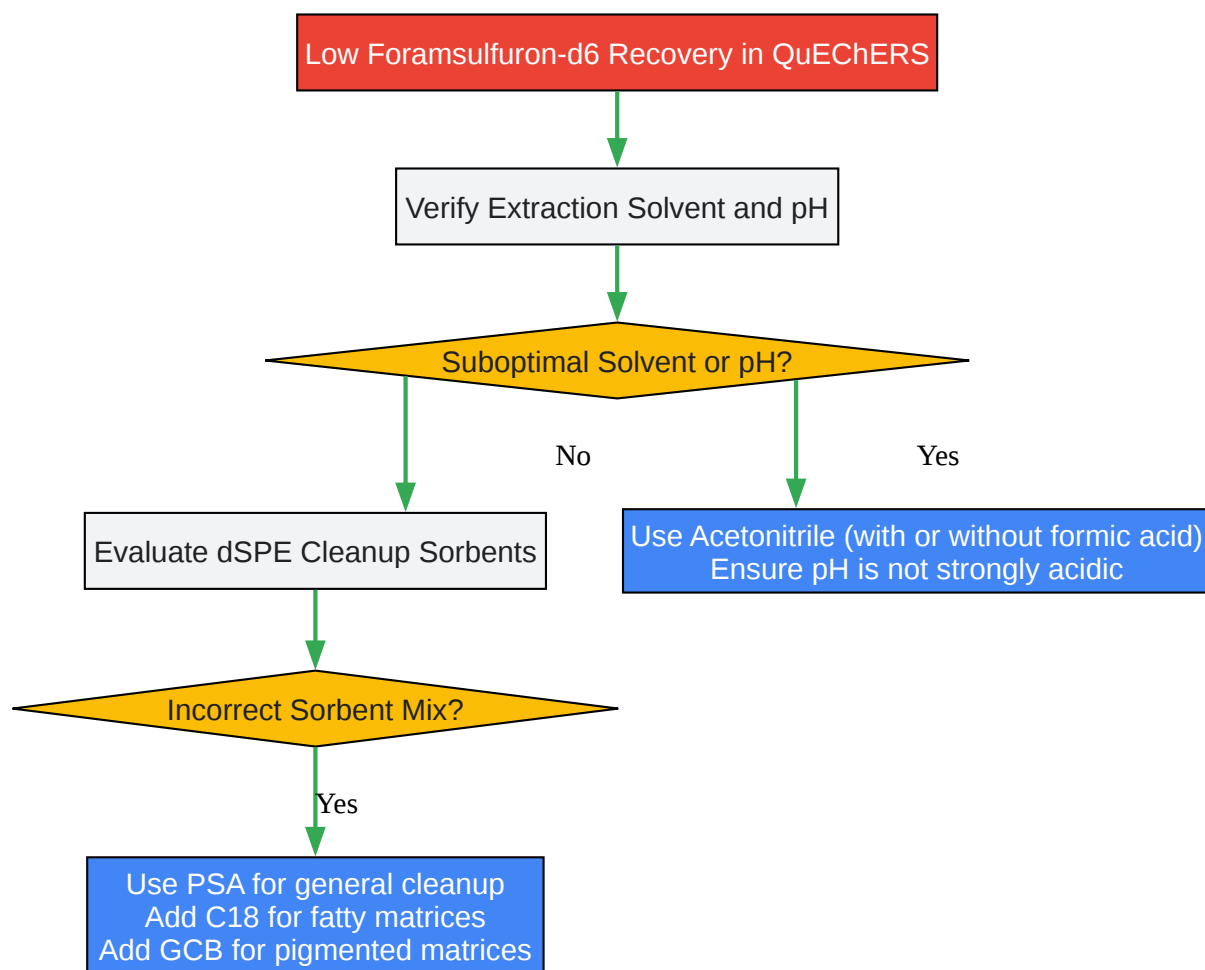 Low Foramsulfuron-d6 Recovery in QuEChERS
Verify Extraction Solvent and pH
Suboptimal Solvent or pH?
No
Yes
Evaluate dSPE Cleanup Sorbents
Use Acetonitrile (with or without formic acid)
Ensure pH is not strongly acidic
Incorrect Sorbent Mix?
Yes
Use PSA for general cleanup
Add C18 for fatty matrices
Add GCB for pigmented matrices